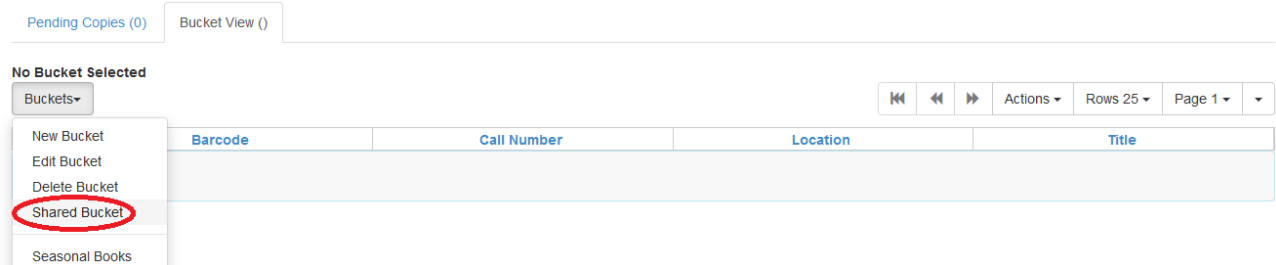 Pending Copies (0) Bucket View ()
No Bucket Selected
Buckets Actions Rows 25 Page 1
New Bucket
Barcode Call Number Location Title
Edit Bucket
Delete Bucket
Shared Bucket
Seasonal Books